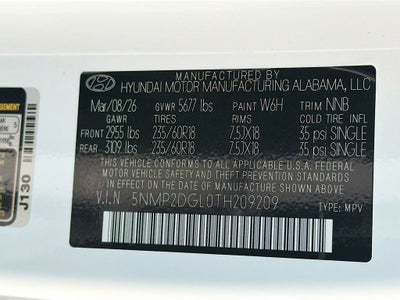 MANUFACTURED BY
HYUNDAI MOTOR MANUFACTURING ALABAMA, LLC
Mar/08/26 GVWR 5677 lbs PAINT W6H TRIM NNB
GAWR TIRES RIMS COLD TIRE INFL
FRONT 2955 lbs 235/60R18 7.5JX18 35 psi SINGLE
REAR 3109 lbs 235/60R18 7.5JX18 35 psi SINGLE
THIS VEHICLE CONFORMS TO ALL APPLICABLE U.S.A. FEDERAL
MOTOR VEHICLE SAFETY, BUMPER, AND THEFT PREVENTION
STANDARDS IN EFFECT ON THE DATE OF MANUFACTURE SHOWN ABOVE.
V.I.N 5NMP2DGL0TH209209 TYPE: MPV
J130